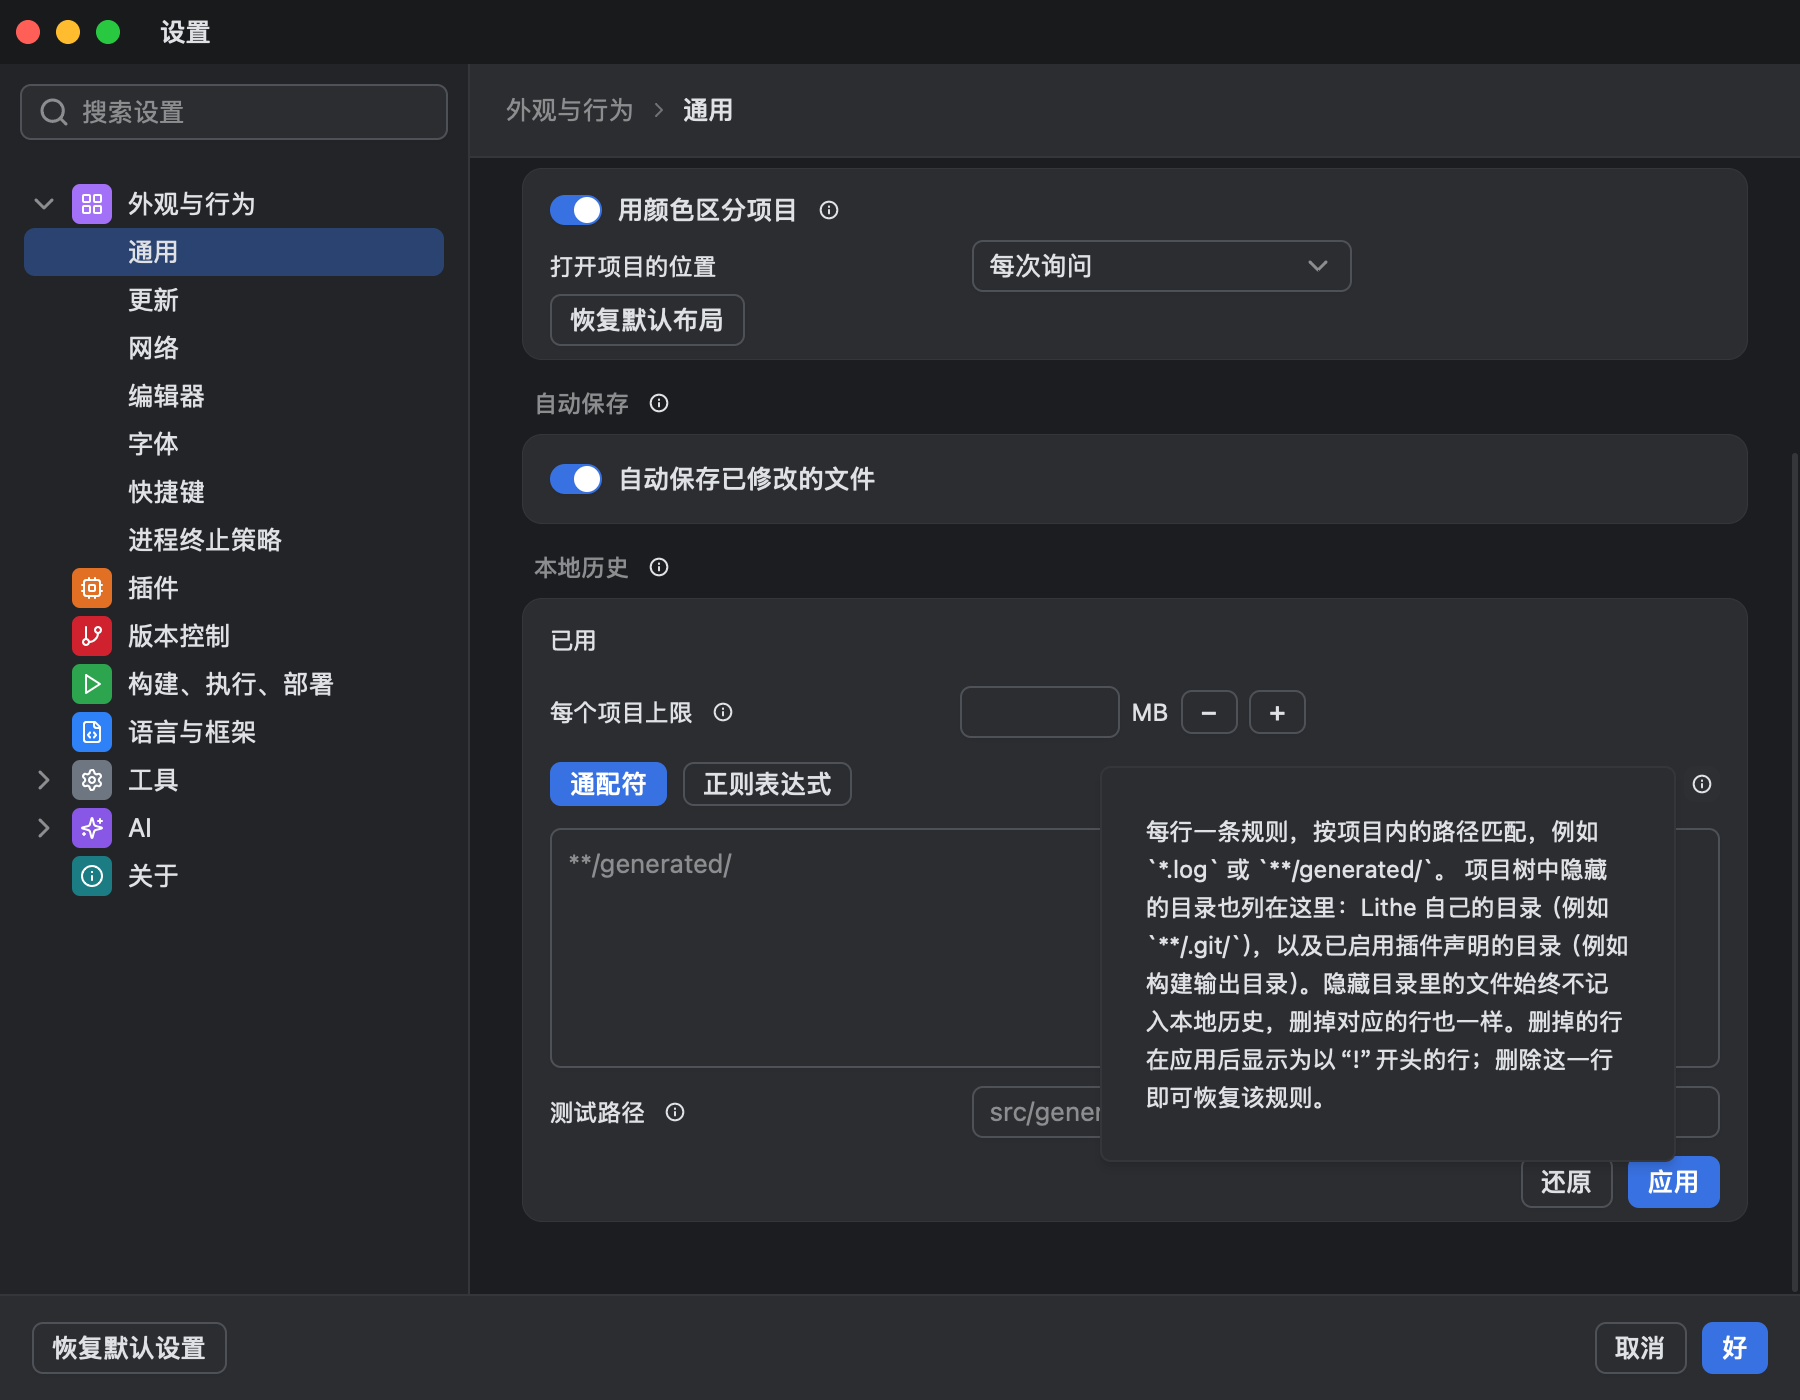 设置
搜索设置
外观与行为
通用
更新
网络
编辑器
字体
快捷键
进程终止策略
插件
版本控制
构建、执行、部署
语言与框架
工具
AI
关于
外观与行为 > 通用
用颜色区分项目
打开项目的位置
每次询问
恢复默认布局
自动保存
自动保存已修改的文件
本地历史
已用
每个项目上限
MB
通配符
正则表达式
**/generated/
每行一条规则，按项目内的路径匹配，例如
`*.log` 或 `**/generated/`。 项目树中隐藏
的目录也列在这里：Lithe 自己的目录（例如
`**/.git/`），以及已启用插件声明的目录（例如
构建输出目录）。隐藏目录里的文件始终不记
入本地历史，删掉对应的行也一样。删掉的行
在应用后显示为以 “!” 开头的行；删除这一行
即可恢复该规则。
测试路径
src/gener
还原
应用
恢复默认设置
取消
好